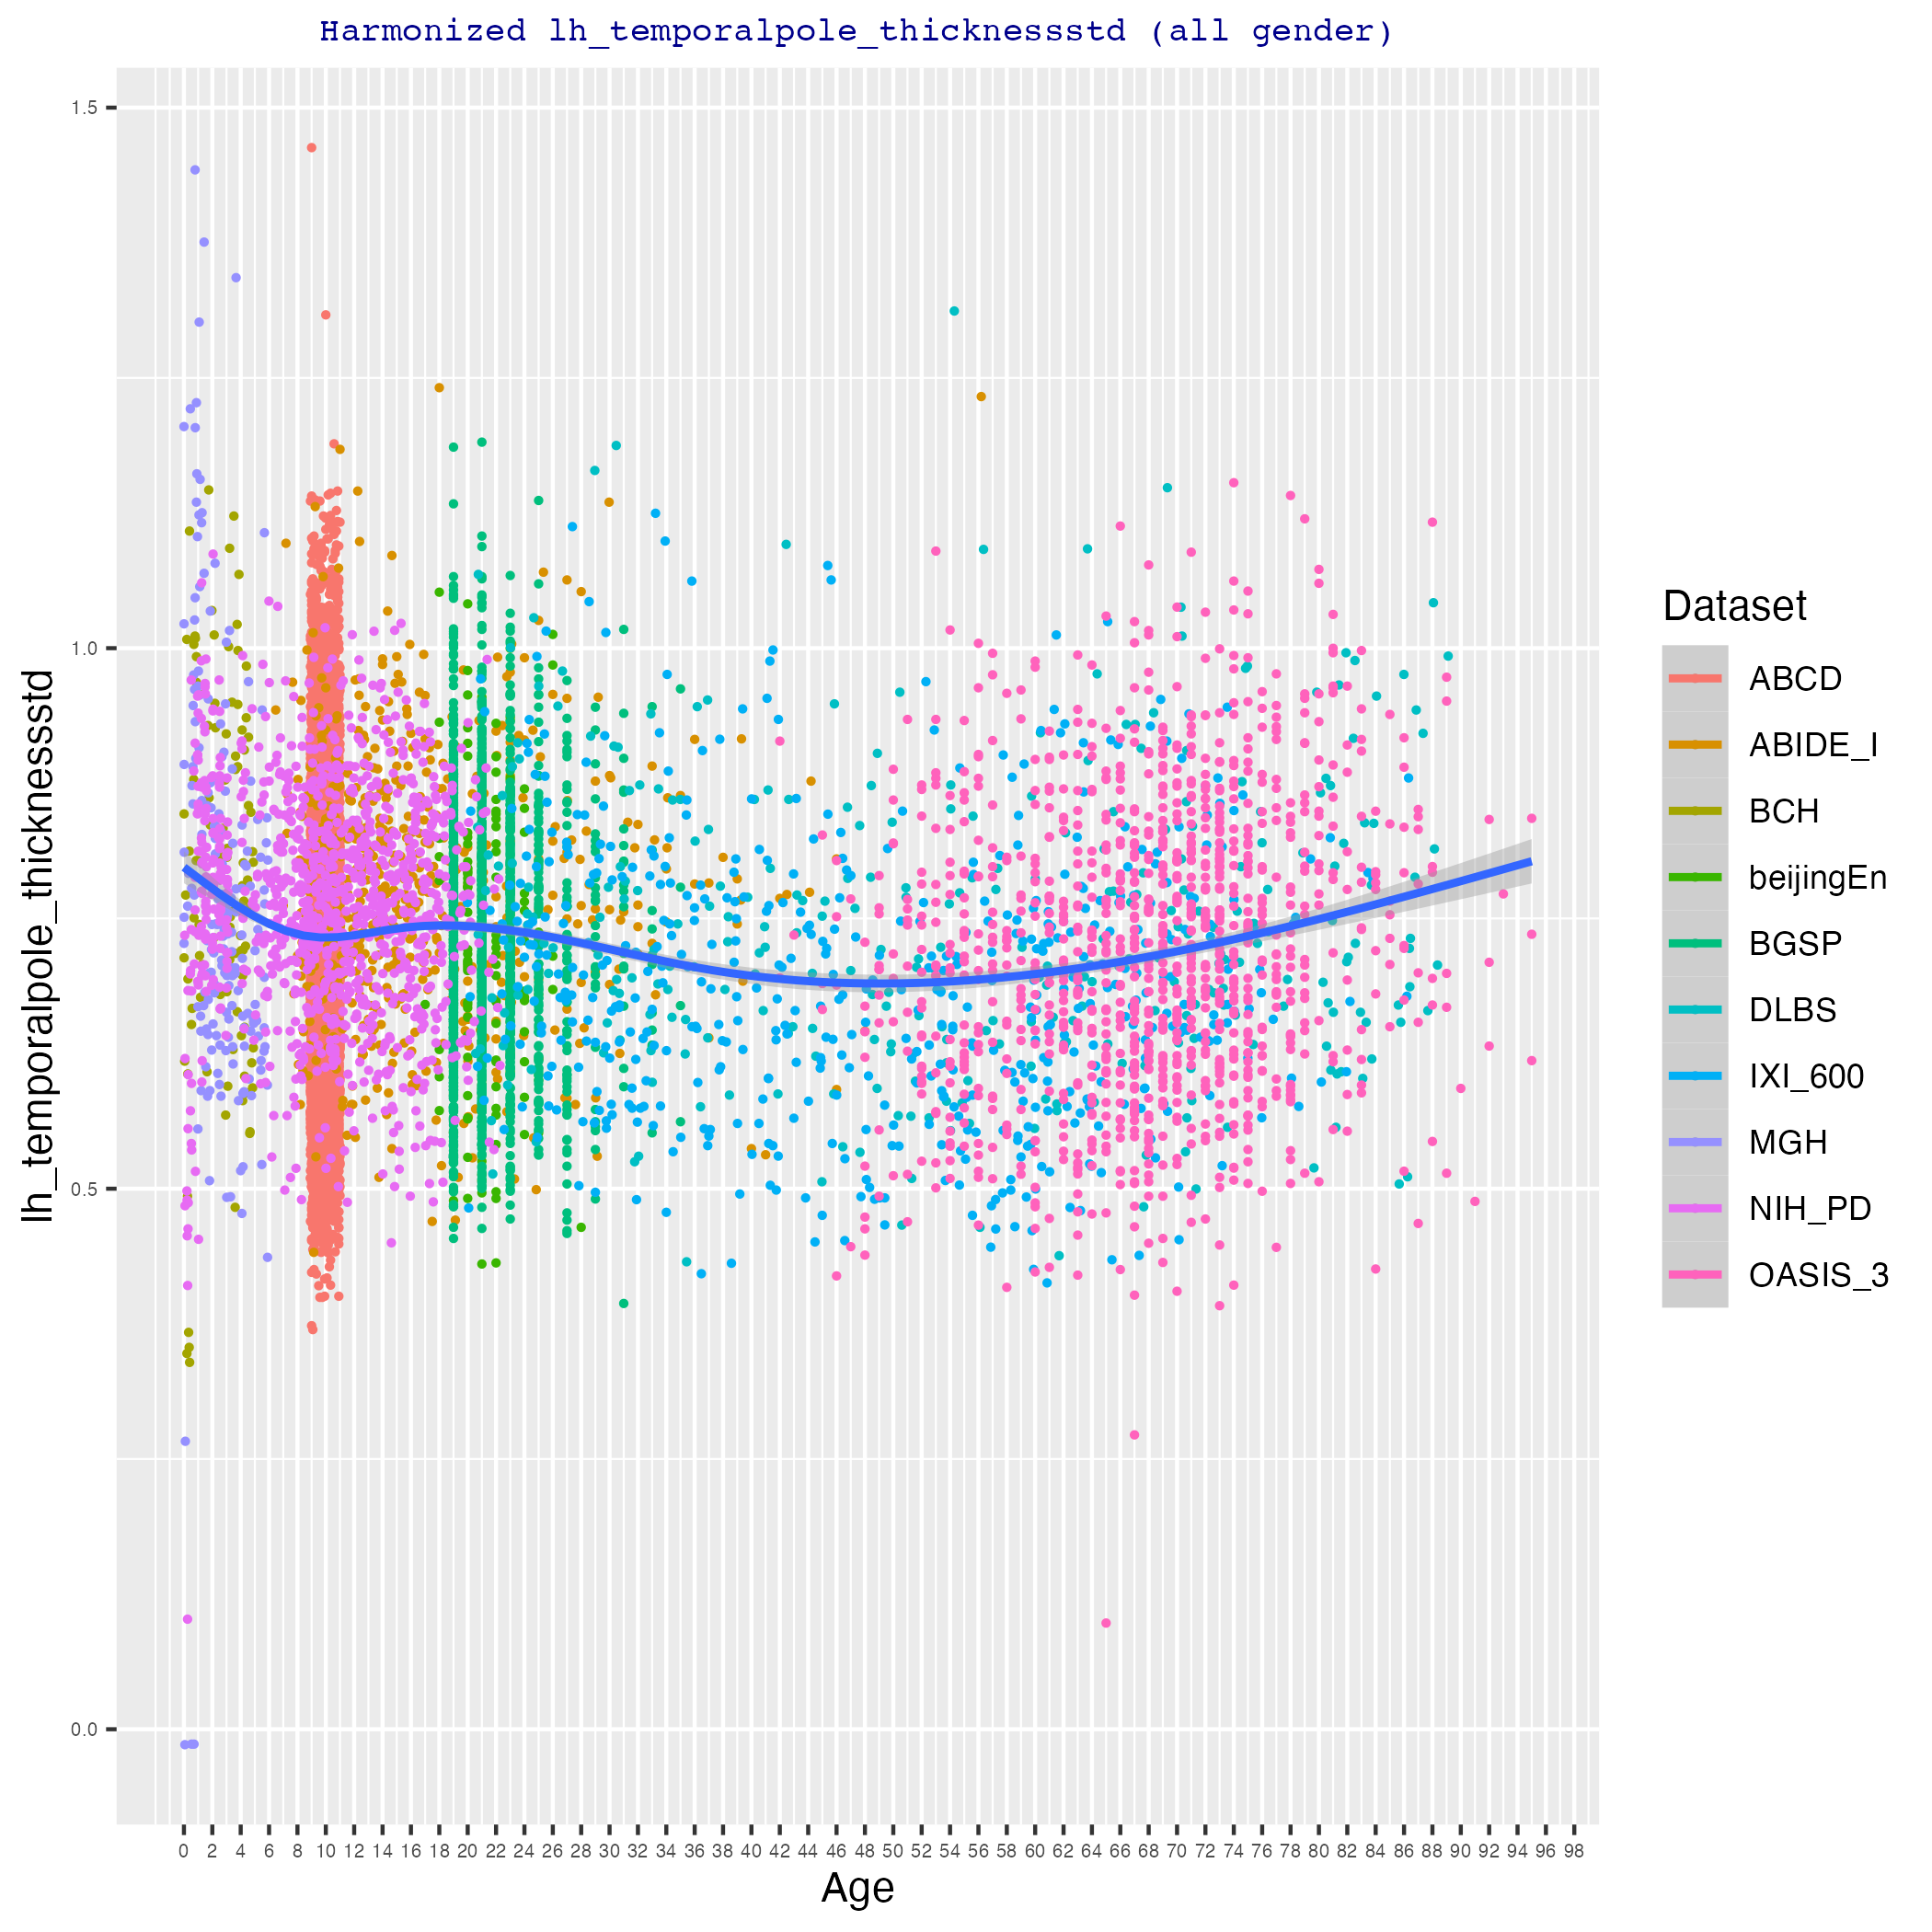 Harmonized lh_temporalpole_thicknessstd (all gender)
lh_temporalpole_thicknessstd
1.5
1.0
0.5
0.0
0 2 4 6 8 10 12 14 16 18 20 22 24 26 28 30 32 34 36 38 40 42 44 46 48 50 52 54 56 58 60 62 64 66 68 70 72 74 76 78 80 82 84 86 88 90 92 94 96 98
Age
Dataset
ABCD
ABIDE_I
BCH
beijingEn
BGSP
DLBS
IXI_600
MGH
NIH_PD
OASIS_3